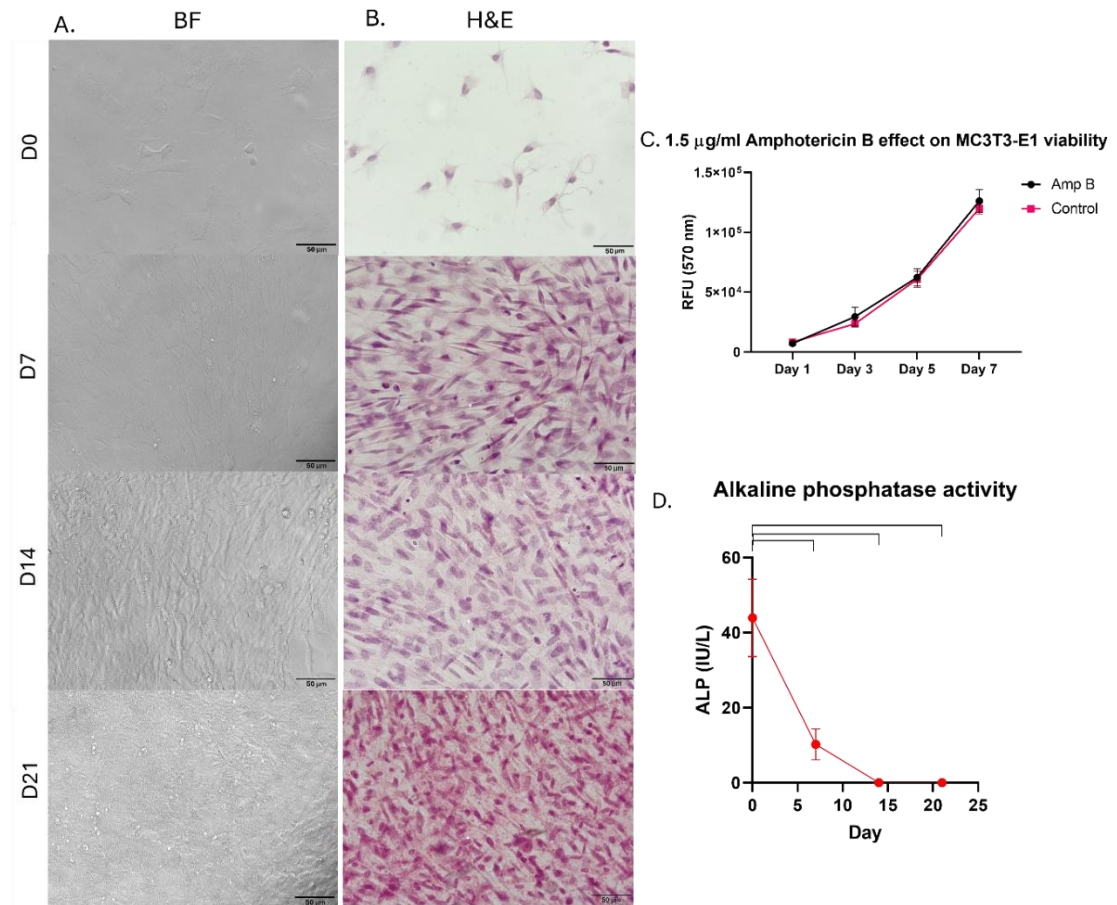 A.
BF
B.
H&E
D0
50 µm
50 µm
D7
50 µm
50 µm
D14
50 µm
50 µm
D21
50 µm
50 µm
C. 1.5 µg/ml Amphotericin B effect on MC3T3-E1 viability
1.5×10⁵
1×10⁵
5×10⁴
0
RFU (570 nm)
Day 1 Day 3 Day 5 Day 7
Amp B
Control
D.
Alkaline phosphatase activity
60
40
20
0
ALP (IU/L)
0 5 10 15 20 25
Day